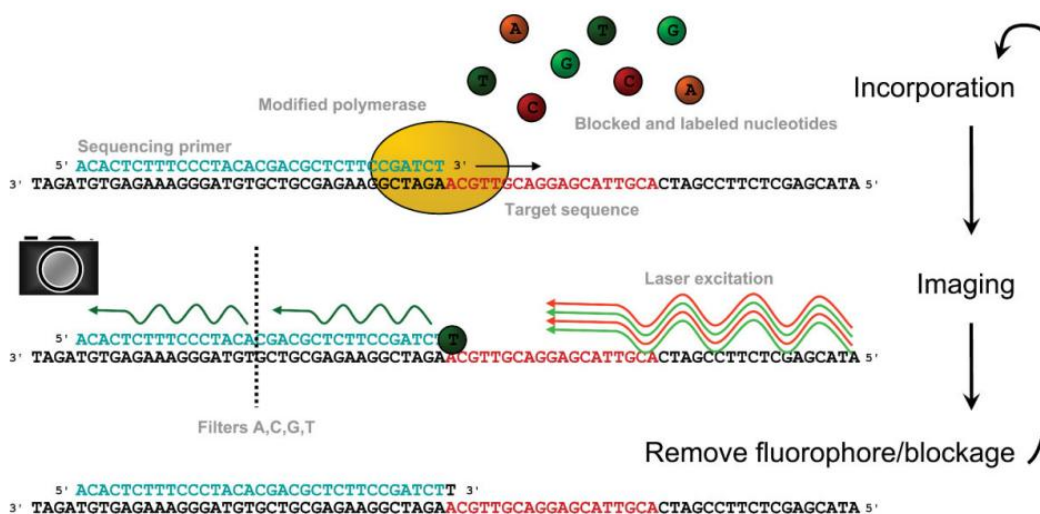 A T G
G
T C A
C
Incorporation
Modified polymerase
Blocked and labeled nucleotides
Sequencing primer
5' ACACTCTTTCCCTACACGACGCTCTTCCGATCT 3'
3' TAGATGTGAGAAAGGGATGTGCTGCGAGAAGGCTAGAACGTTGCAGGAGCATTGCACTAGCCTTCTCGAGCATA 5'
Target sequence
Laser excitation
Imaging
5' ACACTCTTTCCCTACACGACGCTCTTCCGATCT T
3' TAGATGTGAGAAAGGGATGTGCTGCGAGAAGGCTAGAACGTTGCAGGAGCATTGCACTAGCCTTCTCGAGCATA 5'
Filters A,C,G,T
Remove fluorophore/blockage
5' ACACTCTTTCCCTACACGACGCTCTTCCGATCTT 3'
3' TAGATGTGAGAAAGGGATGTGCTGCGAGAAGGCTAGAACGTTGCAGGAGCATTGCACTAGCCTTCTCGAGCATA 5'